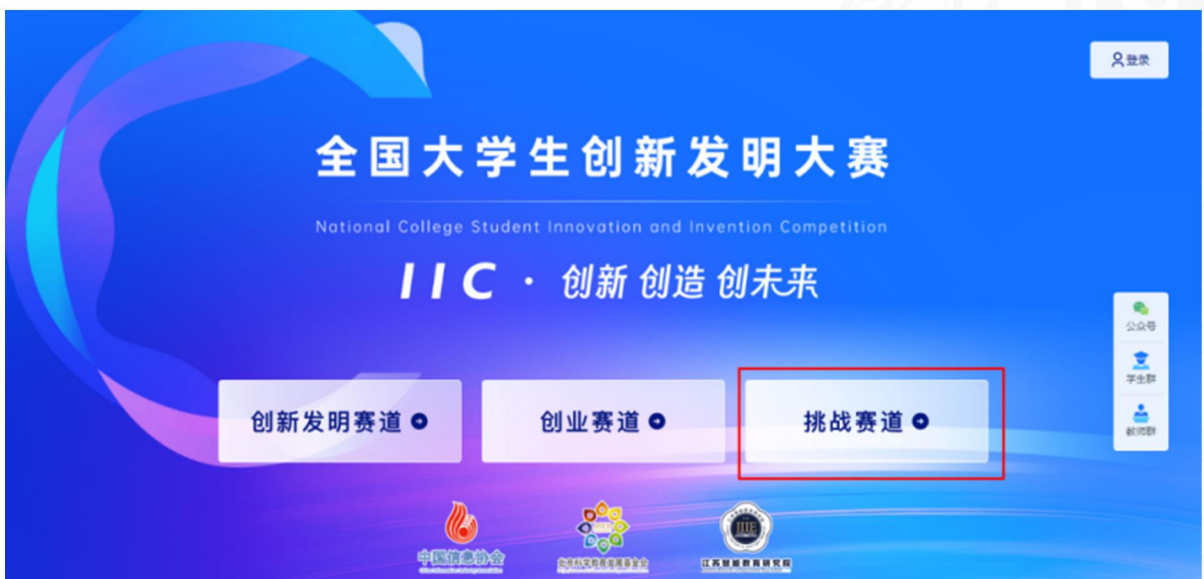 登录
全国大学生创新发明大赛
National College Student Innovation and Invention Competition
IIC · 创新 创造 创未来
公众号
学生群
教师群
创新发明赛道
创业赛道
挑战赛道
中国信息协会
JIIE
江苏智能教育研究院